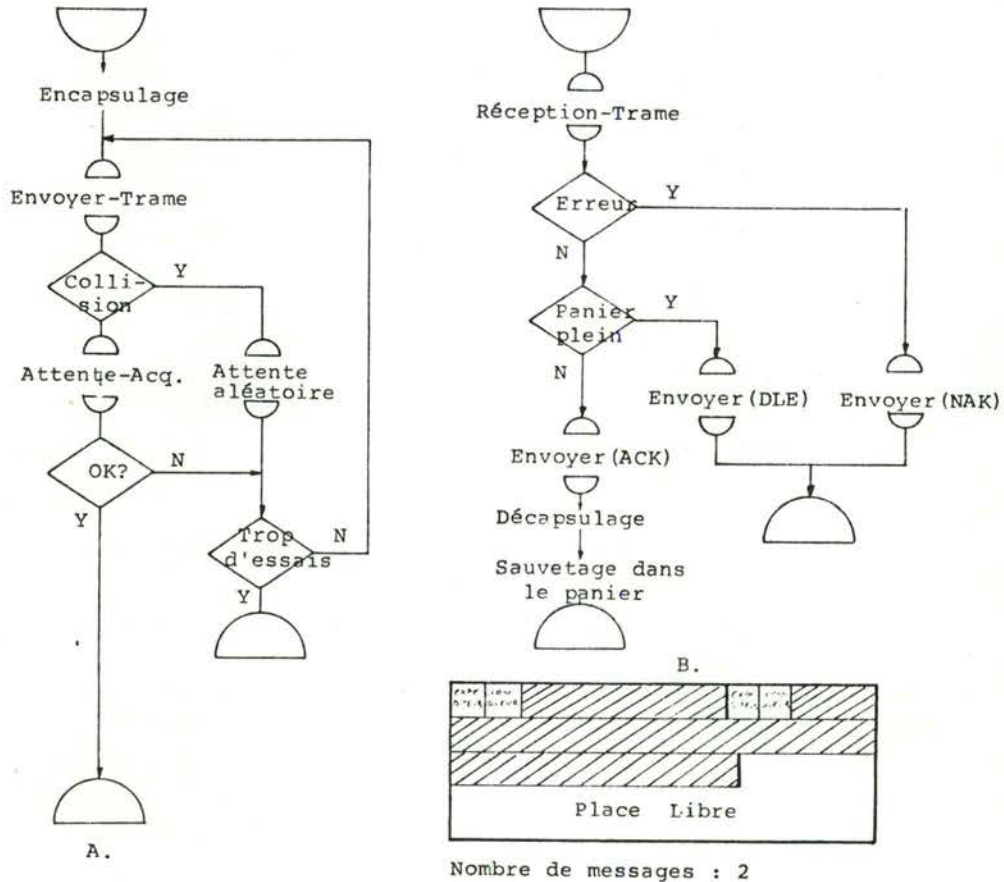 Encapsulage
Envoyer-Trame
Y
Colli-
sion
Attente-Acq.
Attente
aléatoire
OK?
N
Y
Trop
d'essais
N
Y
A.
Réception-Trame
Erreur
Y
N
Panier
plein
Y
N
Envoyer(DLE)
Envoyer(NAK)
Envoyer(ACK)
Décapsulage
Sauvetage dans
le panier
B.
Place Libre
Nombre de messages : 2